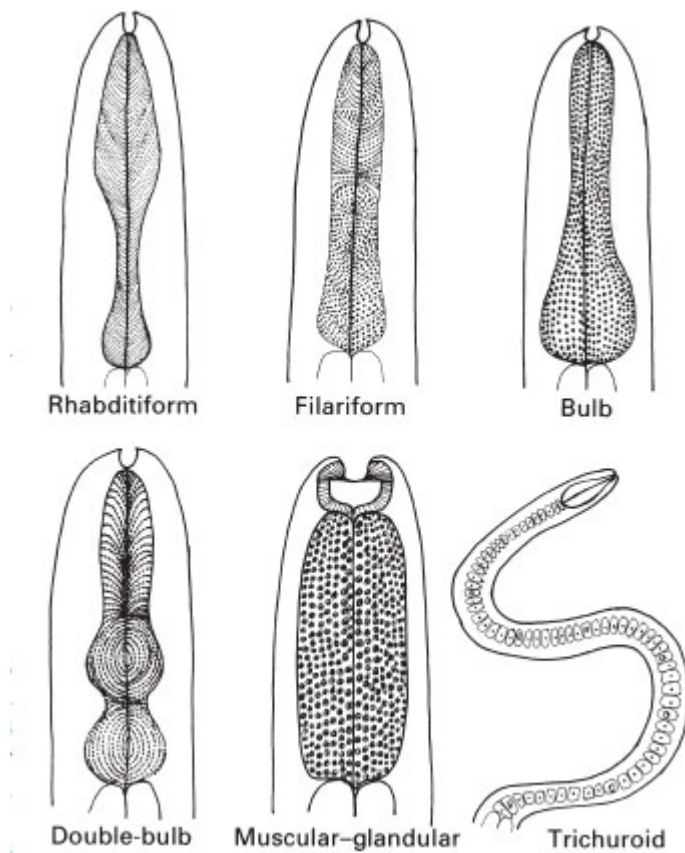 Rhabditiform
Filariform
Bulb
Double-bulb
Muscular–glandular
Trichuroid